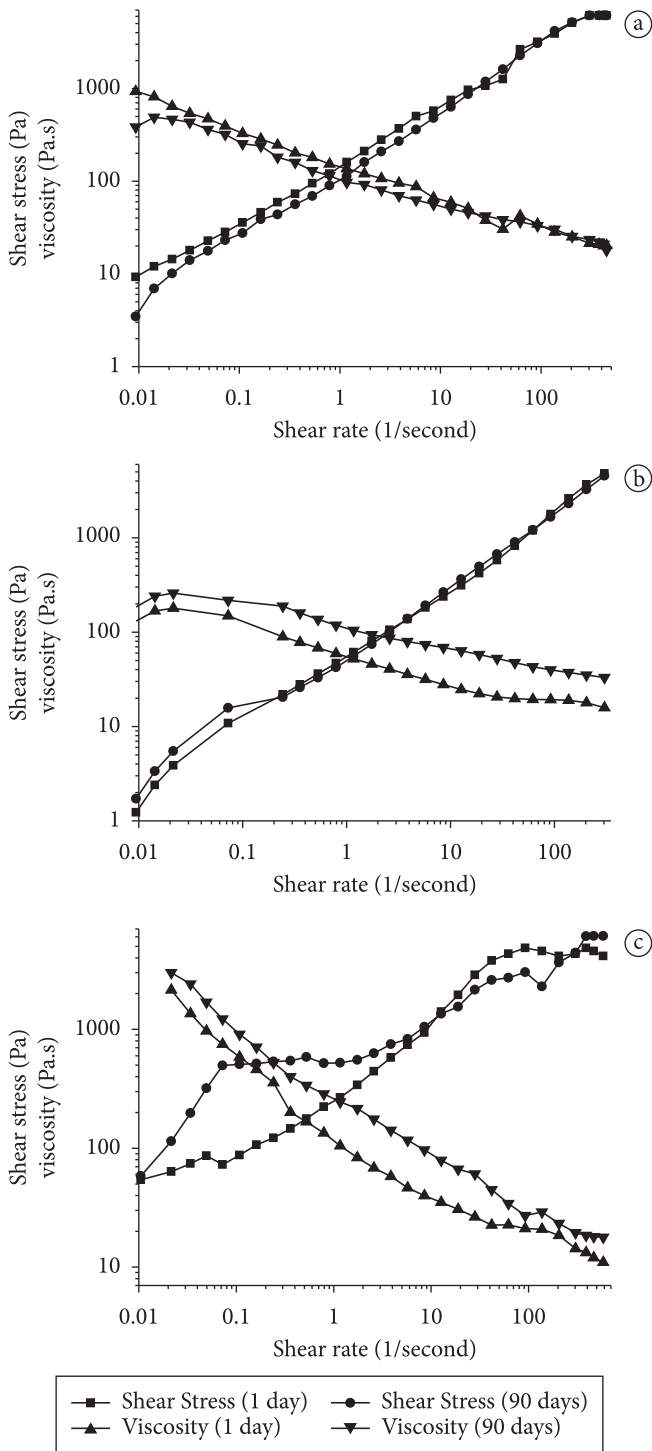 a
Shear stress (Pa)
viscosity (Pa.s)
1000
100
10
1
0.01 0.1 1 10 100
Shear rate (1/second)
b
Shear stress (Pa)
viscosity (Pa.s)
1000
100
10
1
0.01 0.1 1 10 100
Shear rate (1/second)
c
Shear stress (Pa)
viscosity (Pa.s)
1000
100
10
0.01 0.1 1 10 100
Shear rate (1/second)
Shear Stress (1 day) Shear Stress (90 days)
Viscosity (1 day) Viscosity (90 days)